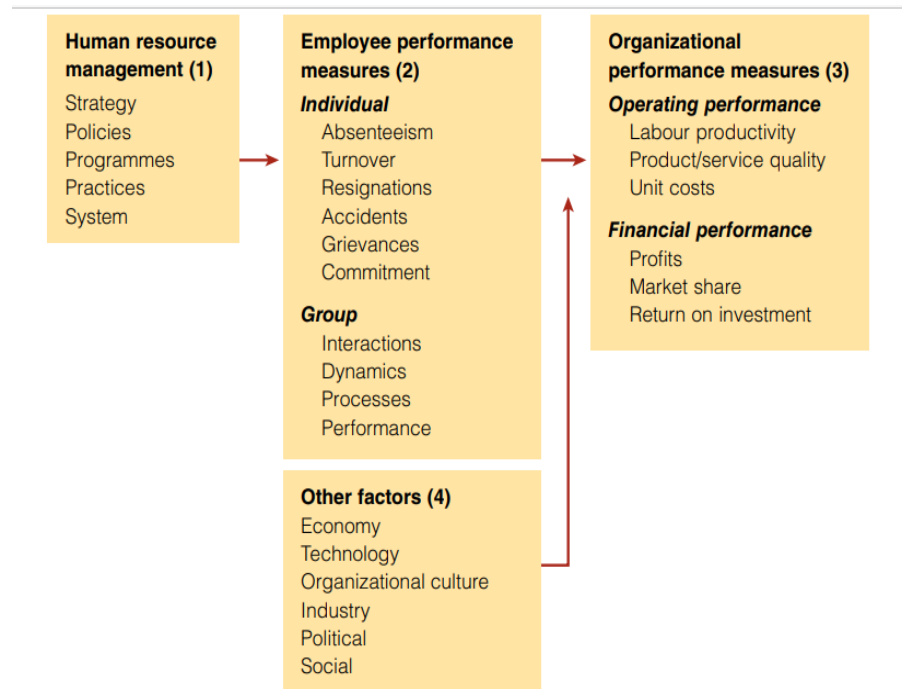 Human resource
management (1)
Strategy
Policies
Programmes
Practices
System
Employee performance
measures (2)
Individual
Absenteeism
Turnover
Resignations
Accidents
Grievances
Commitment
Group
Interactions
Dynamics
Processes
Performance
Organizational
performance measures (3)
Operating performance
Labour productivity
Product/service quality
Unit costs
Financial performance
Profits
Market share
Return on investment
Other factors (4)
Economy
Technology
Organizational culture
Industry
Political
Social